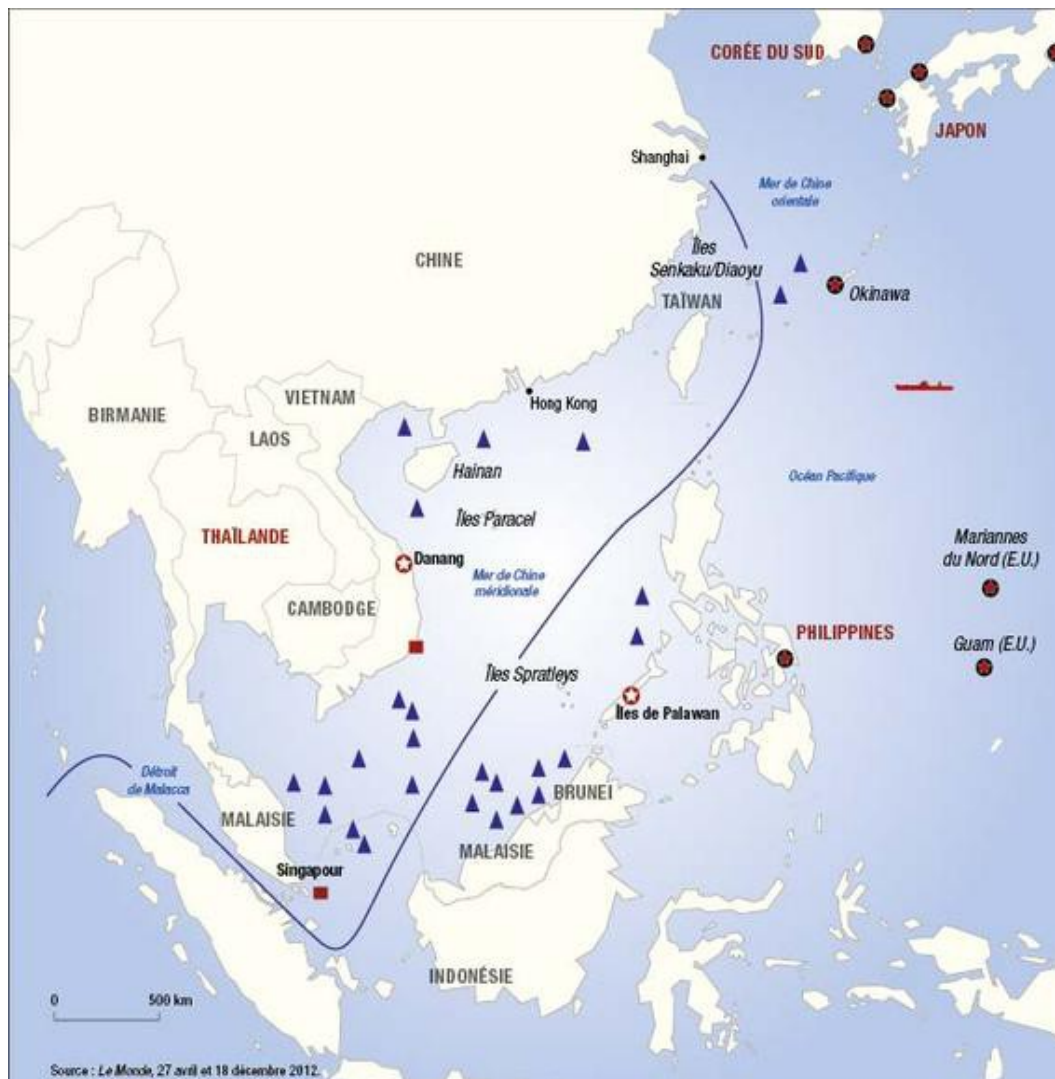 CORÉE DU SUD
JAPON
Shanghai
Mer de Chine
orientale
CHINE
Îles
Senkaku/Diaoyu
TAÏWAN
Okinawa
VIETNAM
BIRMANIE
LAOS
Hong Kong
Hainan
Océan Pacifique
Îles Paracel
THAÏLANDE
Danang
Mer de Chine
méridionale
Mariannes
du Nord (E.U.)
CAMBODGE
PHILIPPINES
Guam (E.U.)
Îles Spratleys
Îles de Palawan
Détroit
de Malacca
BRUNEI
MALAISIE
MALAISIE
Singapour
INDONÉSIE
0 500 km
Source : Le Monde, 27 avril et 18 décembre 2012.